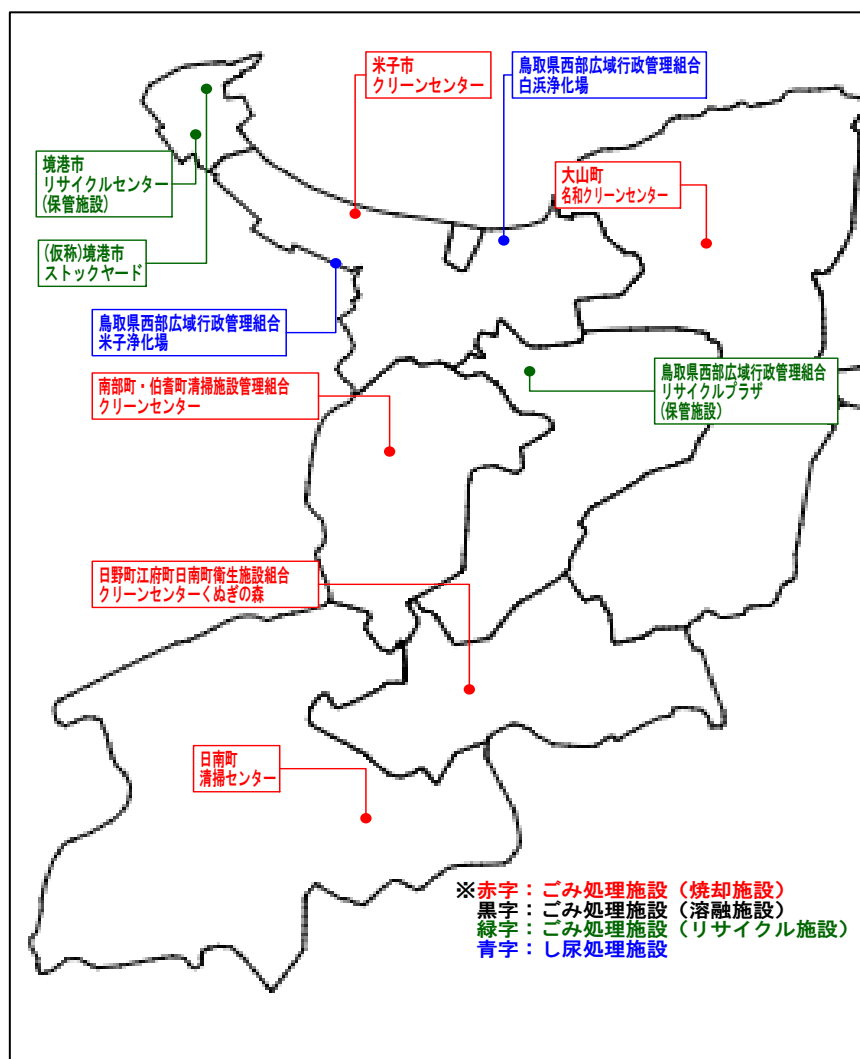 米子市
クリーンセンター
鳥取県西部広域行政管理組合
白浜浄化場
境港市
リサイクルセンター
(保管施設)
大山町
名和クリーンセンター
(仮称)境港市
ストックヤード
鳥取県西部広域行政管理組合
米子浄化場
鳥取県西部広域行政管理組合
リサイクルプラザ
(保管施設)
南部町・伯耆町清掃施設管理組合
クリーンセンター
日野町江府町日南町衛生施設組合
クリーンセンターくぬぎの森
日南町
清掃センター
※赤字：ごみ処理施設（焼却施設）
黒字：ごみ処理施設（溶融施設）
緑字：ごみ処理施設（リサイクル施設）
青字：し尿処理施設